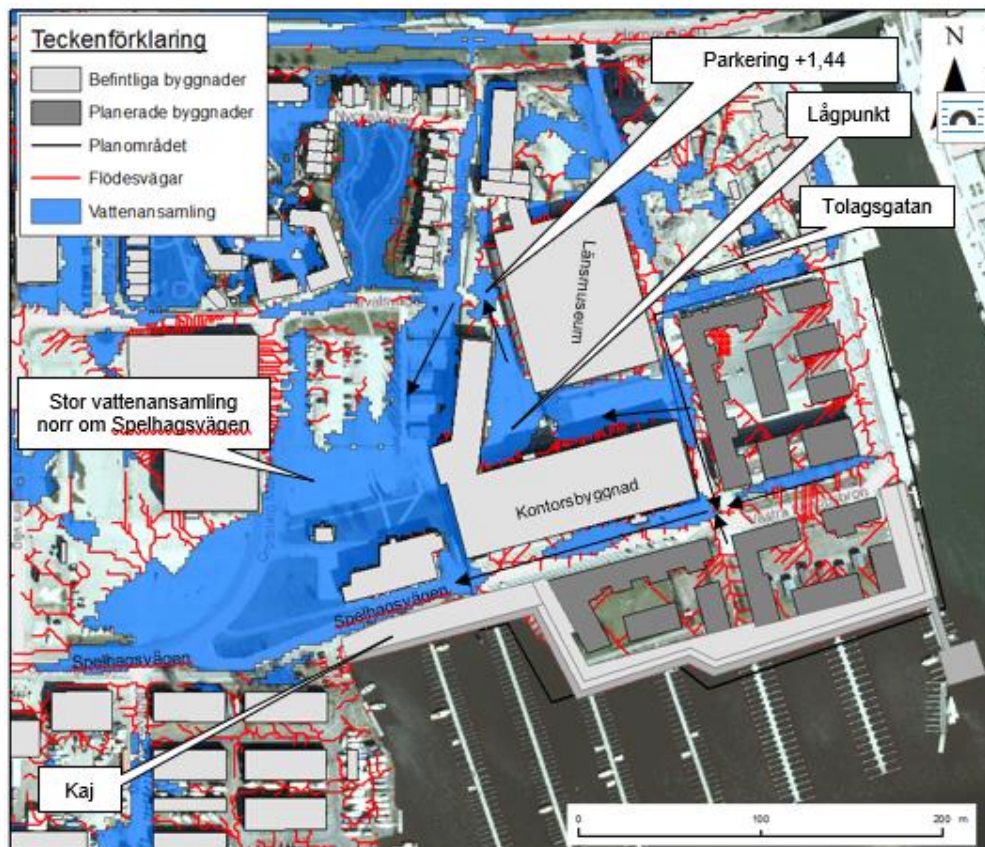 Teckenförklaring
Befintliga byggnader
Planerade byggnader
Planområdet
Flödesvägar
Vattenansamling
Parkering +1,44
N
Lågpunkt
Tolagsgatan
Länsmuseum
Stor vattenansamling
norr om Spelhagsvägen
Kontorsbyggnad
Spelhagsvägen
Spelhagsvägen
Kaj
0 100 200 m